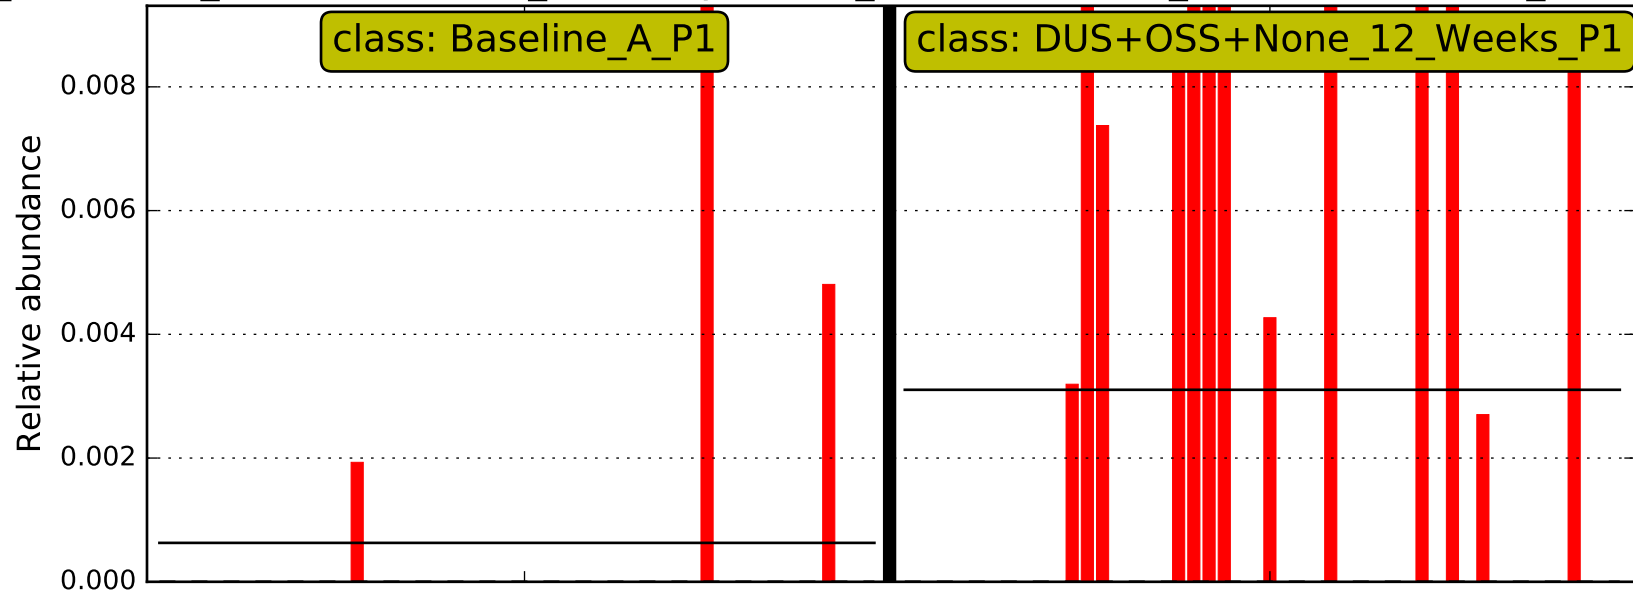 class: Baseline_A_P1
class: DUS+OSS+None_12_Weeks_P1
Relative abundance
0.008
0.006
0.004
0.002
0.000